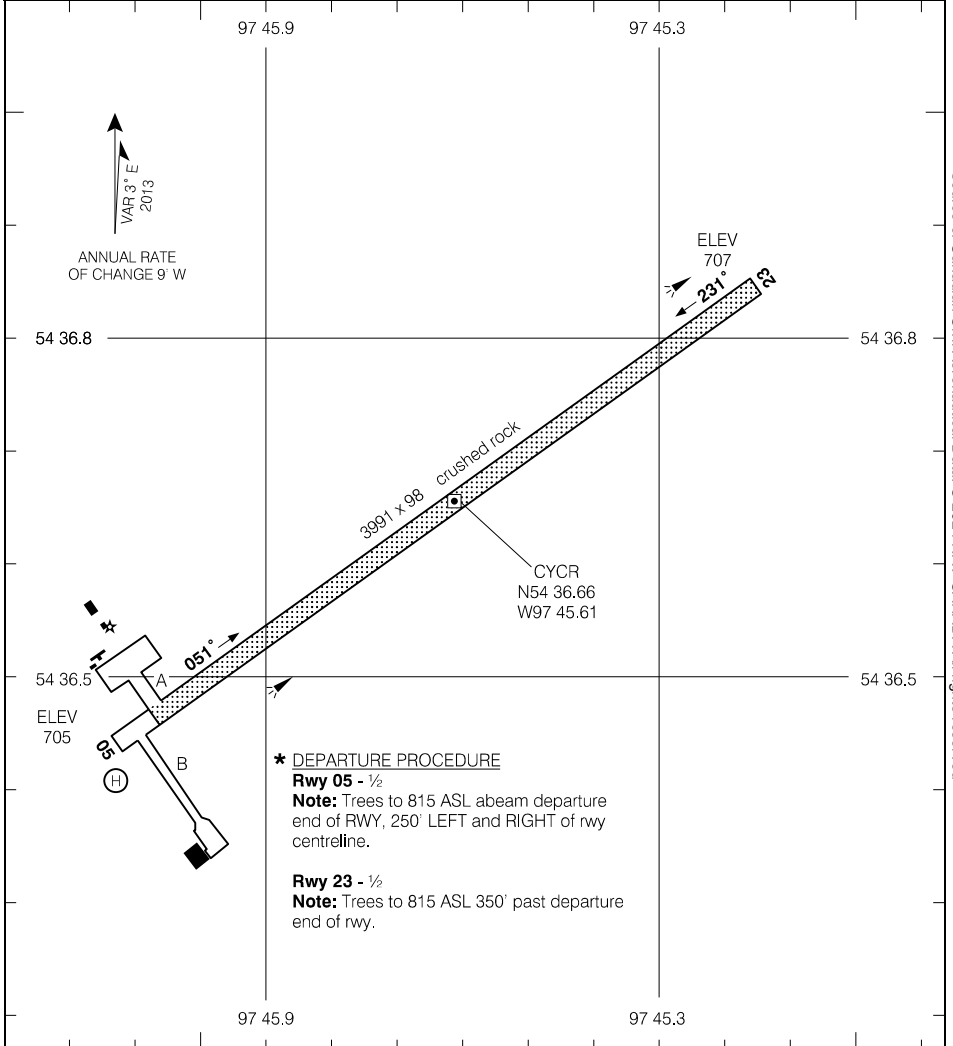 97 45.9
97 45.3
VAR 3° E
2013
ANNUAL RATE
OF CHANGE 9' W
ELEV
707
231°
23
54 36.8
54 36.8
3991 x 98 crushed rock
CYCR
N54 36.66
W97 45.61
051°
54 36.5
A
54 36.5
ELEV
705
05
B
H
* DEPARTURE PROCEDURE
Rwy 05 - ½
Note: Trees to 815 ASL abeam departure
end of RWY, 250' LEFT and RIGHT of rwy
centreline.
Rwy 23 - ½
Note: Trees to 815 ASL 350' past departure
end of rwy.
97 45.9
97 45.3